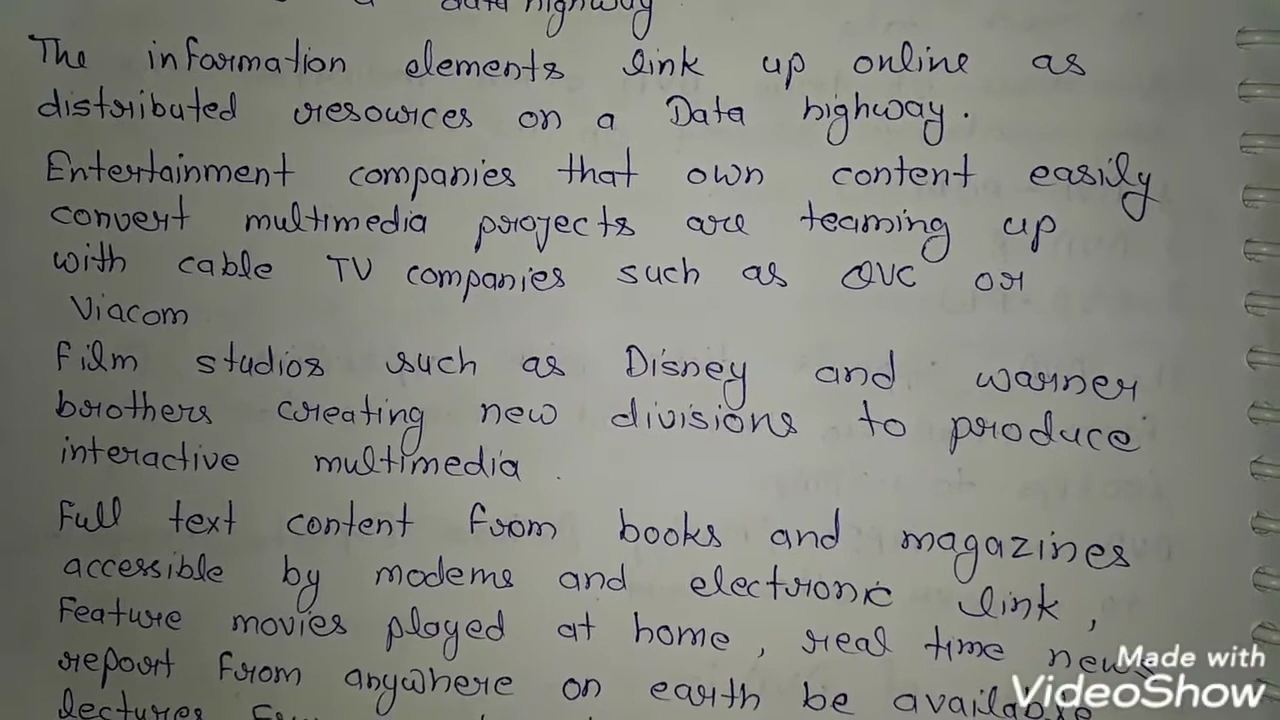 data highway
The information elements link up online as
distributed resources on a Data highway.
Entertainment companies that own content easily
convert multimedia projects are teaming up
with cable TV companies such as QVC or
Viacom
Film studios such as Disney and warner
brothers creating new divisions to produce
interactive multimedia.
Full text content from books and magazines
accessible by modems and electronic link,
Feature movies played at home, real time news
report from anywhere on earth be available
lectures
Made with
VideoShow